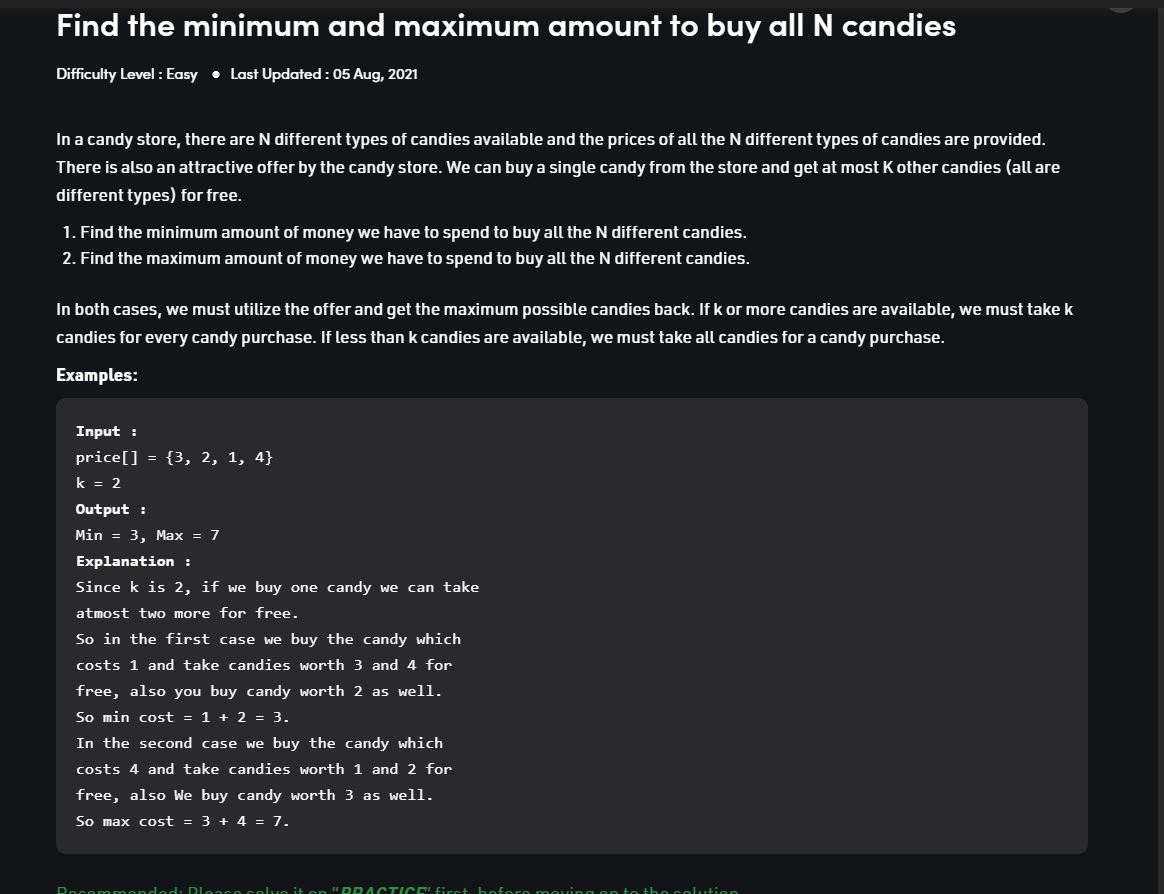 Find the minimum and maximum amount to buy all N candies
Difficulty Level : Easy ● Last Updated : 05 Aug, 2021
In a candy store, there are N different types of candies available and the prices of all the N different types of candies are provided.
There is also an attractive offer by the candy store. We can buy a single candy from the store and get at most K other candies (all are
different types) for free.
1. Find the minimum amount of money we have to spend to buy all the N different candies.
2. Find the maximum amount of money we have to spend to buy all the N different candies.
In both cases, we must utilize the offer and get the maximum possible candies back. If k or more candies are available, we must take k
candies for every candy purchase. If less than k candies are available, we must take all candies for a candy purchase.
Examples:
Input :
price[] = {3, 2, 1, 4}
k = 2
Output :
Min = 3, Max = 7
Explanation :
Since k is 2, if we buy one candy we can take
atmost two more for free.
So in the first case we buy the candy which
costs 1 and take candies worth 3 and 4 for
free, also you buy candy worth 2 as well.
So min cost = 1 + 2 = 3.
In the second case we buy the candy which
costs 4 and take candies worth 1 and 2 for
free, also We buy candy worth 3 as well.
So max cost = 3 + 4 = 7.
Recommended: Please solve it on "PRACTICE" first, before moving on to the solution.